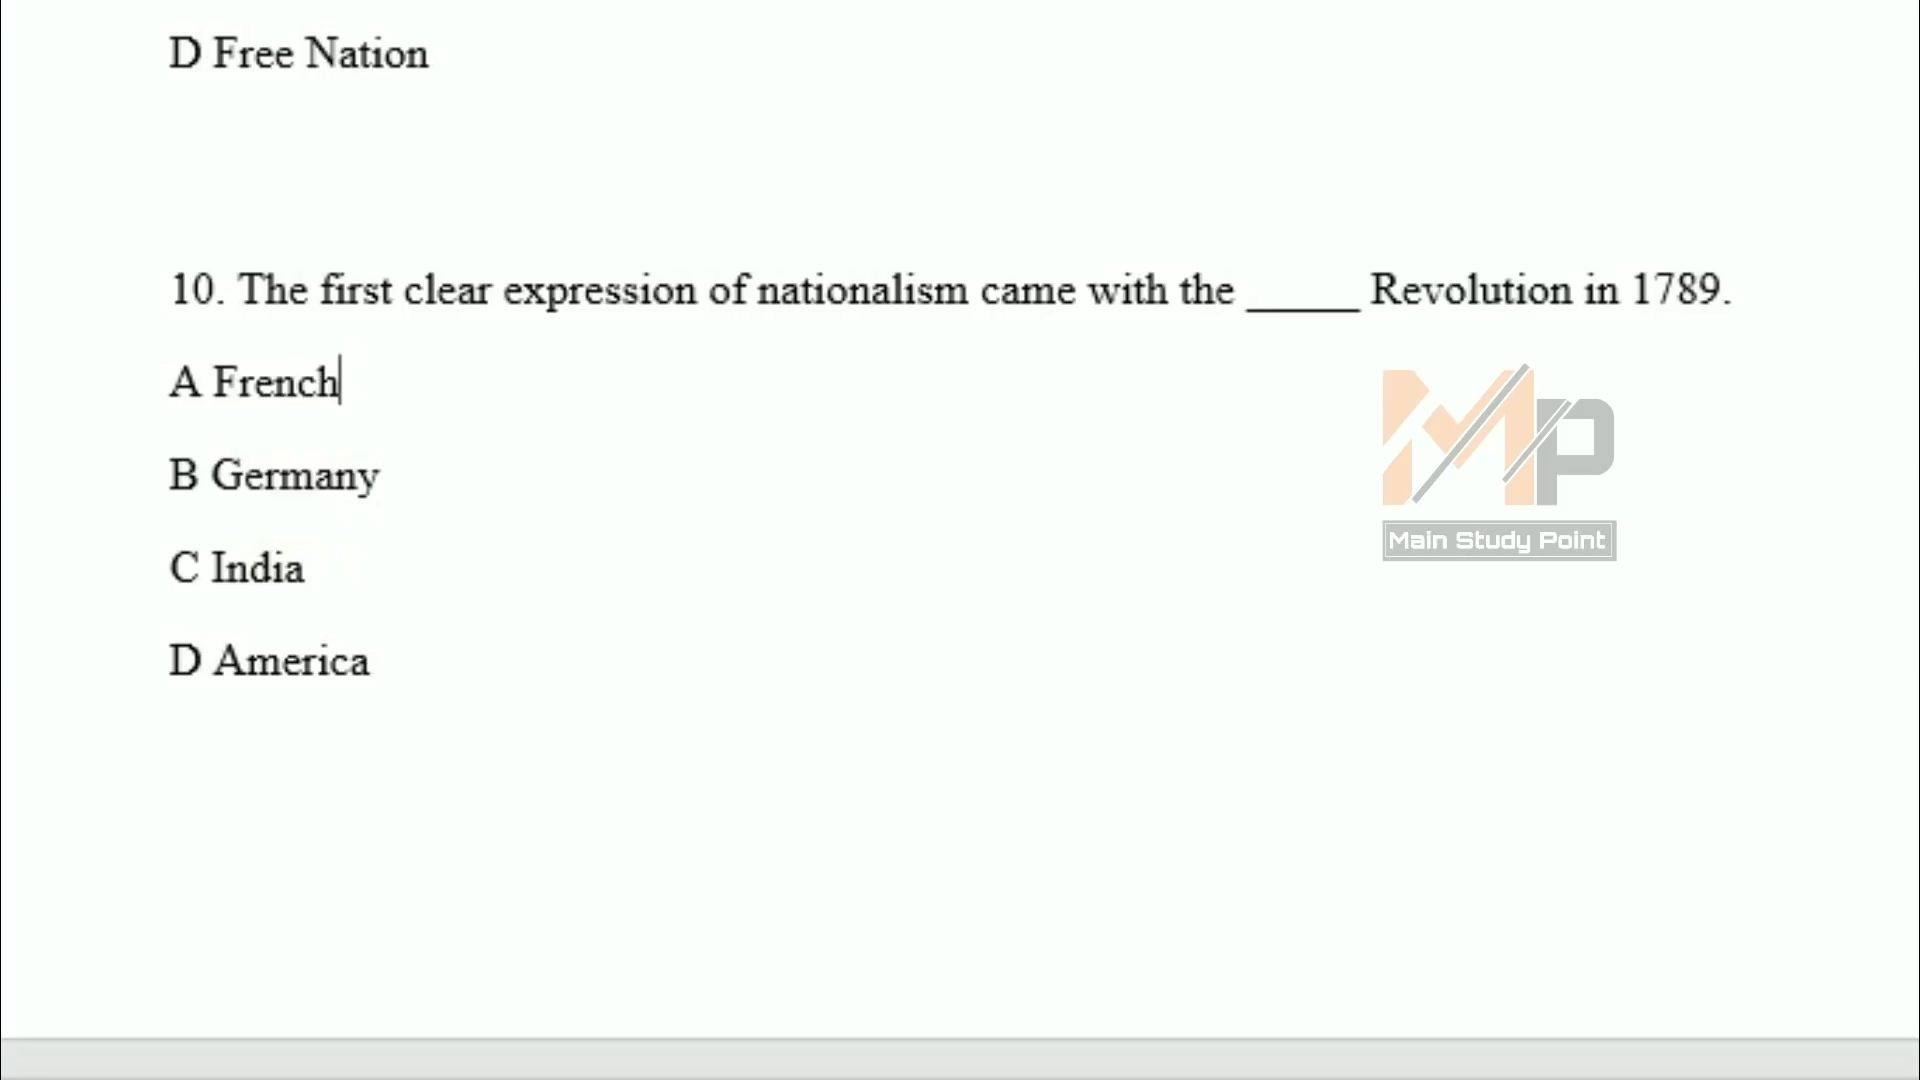 D Free Nation
10. The first clear expression of nationalism came with the _____ Revolution in 1789.
A French
B Germany
C India
D America
MP
Main Study Point